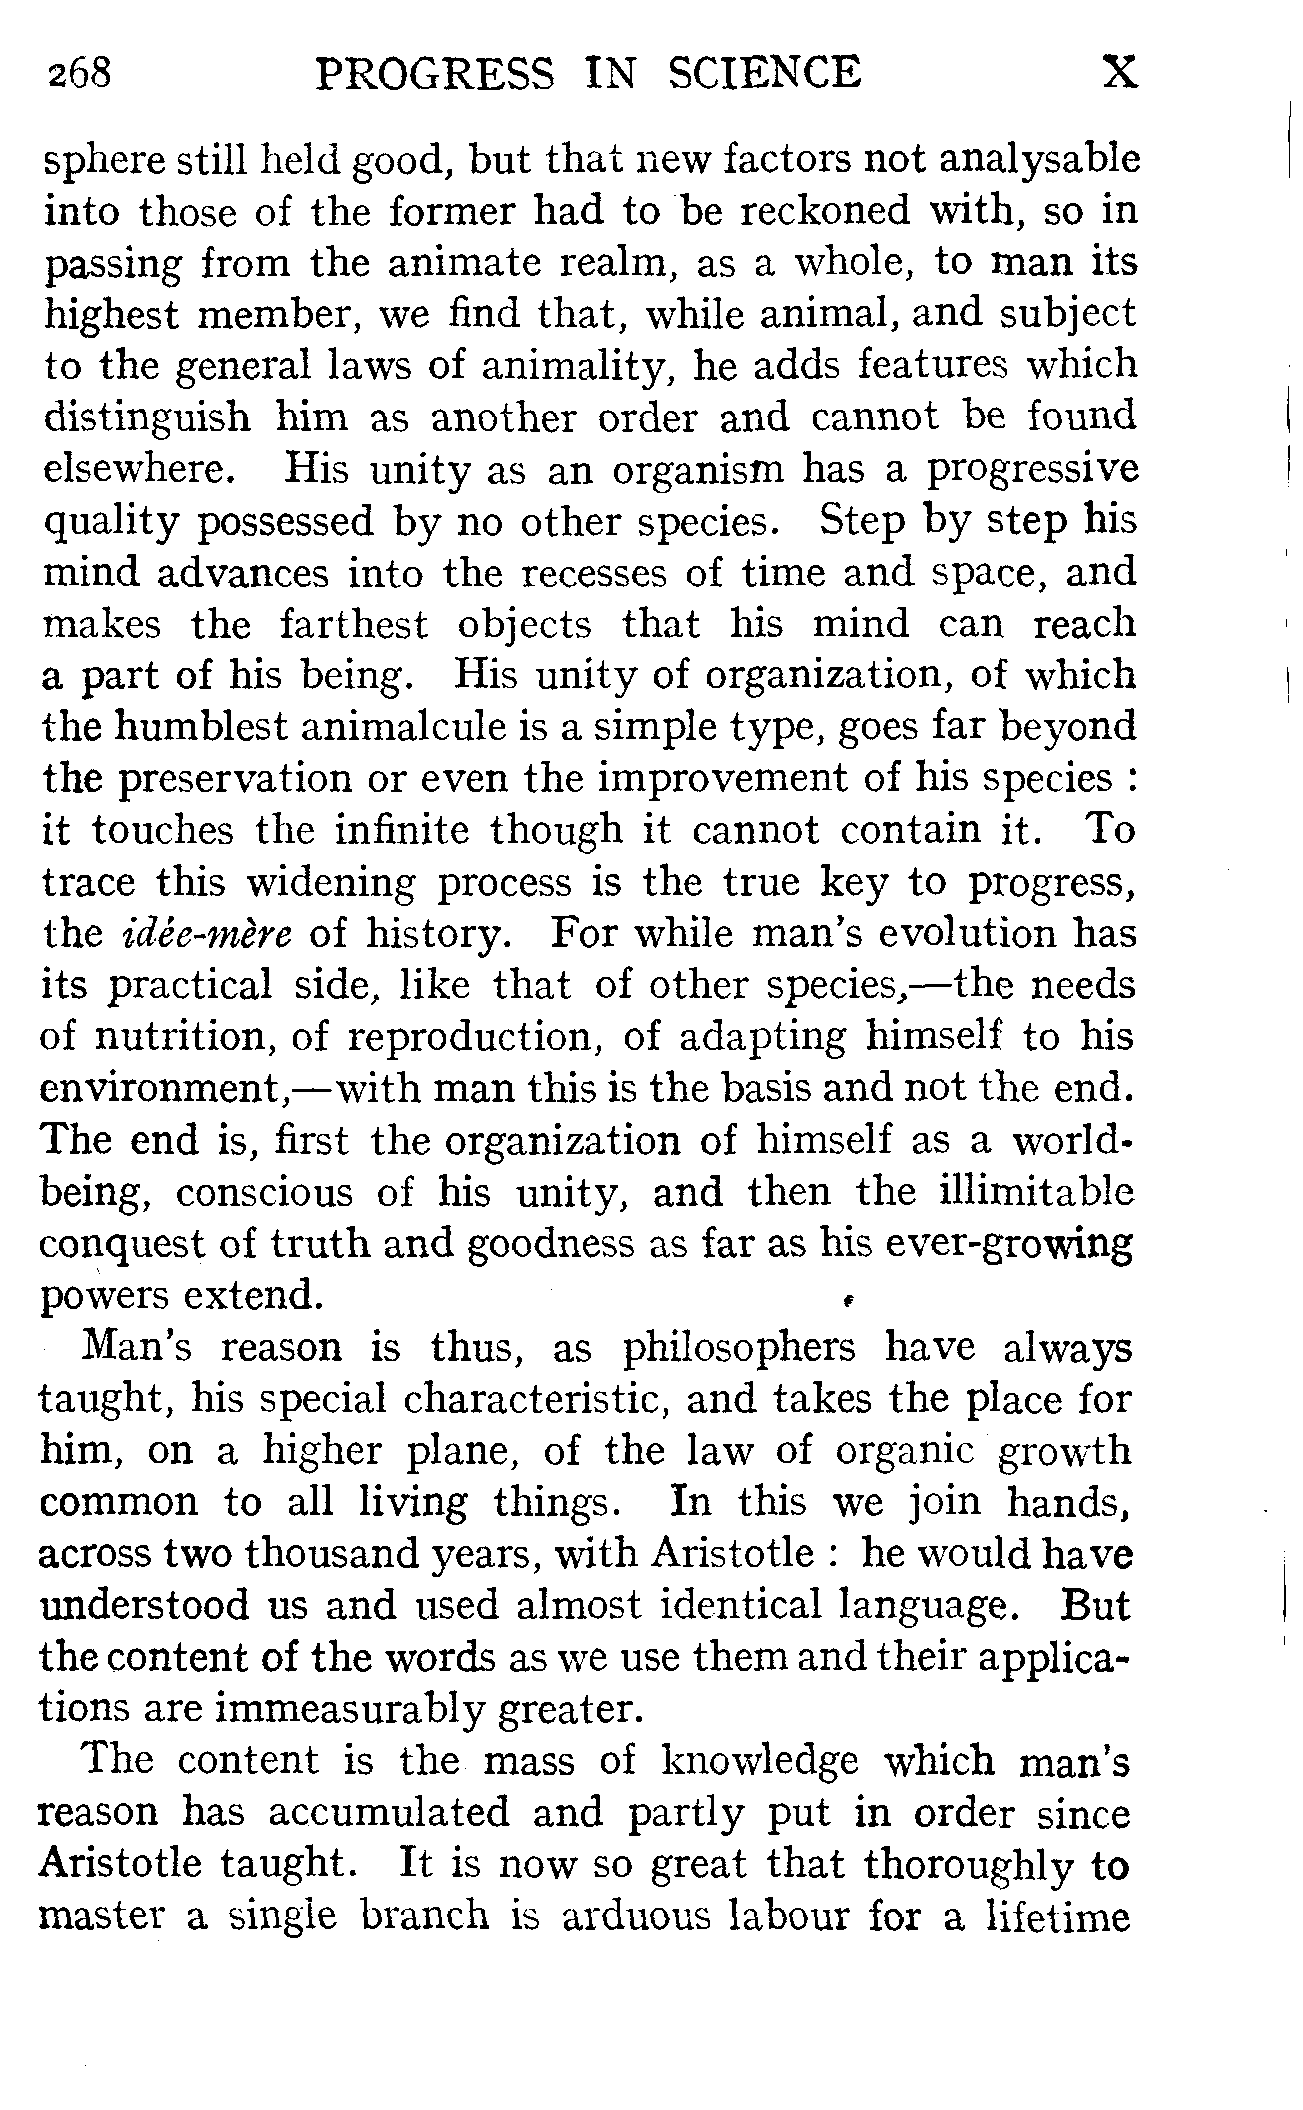 268 PROGRESS IN SCIENCE X
sphere still held good, but that new factors not analysable
into those of the former had to be reckoned with, so in
passing from the animate realm, as a whole, to man its
highest member, we find that, while animal, and subject
to the general laws of animality, he adds features which
distinguish him as another order and cannot be found
elsewhere. His unity as an organism has a progressive
quality possessed by no other species. Step by step his
mind advances into the recesses of time and space, and
makes the farthest objects that his mind can reach
a part of his being. His unity of organization, of which
the humblest animalcule is a simple type, goes far beyond
the preservation or even the improvement of his species :
it touches the infinite though it cannot contain it. To
trace this widening process is the true key to progress,
the idée-mère of history. For while man's evolution has
its practical side, like that of other species,—the needs
of nutrition, of reproduction, of adapting himself to his
environment,—with man this is the basis and not the end.
The end is, first the organization of himself as a world-
being, conscious of his unity, and then the illimitable
conquest of truth and goodness as far as his ever-growing
powers extend.
Man's reason is thus, as philosophers have always
taught, his special characteristic, and takes the place for
him, on a higher plane, of the law of organic growth
common to all living things. In this we join hands,
across two thousand years, with Aristotle : he would have
understood us and used almost identical language. But
the content of the words as we use them and their applica-
tions are immeasurably greater.
The content is the mass of knowledge which man's
reason has accumulated and partly put in order since
Aristotle taught. It is now so great that thoroughly to
master a single branch is arduous labour for a lifetime